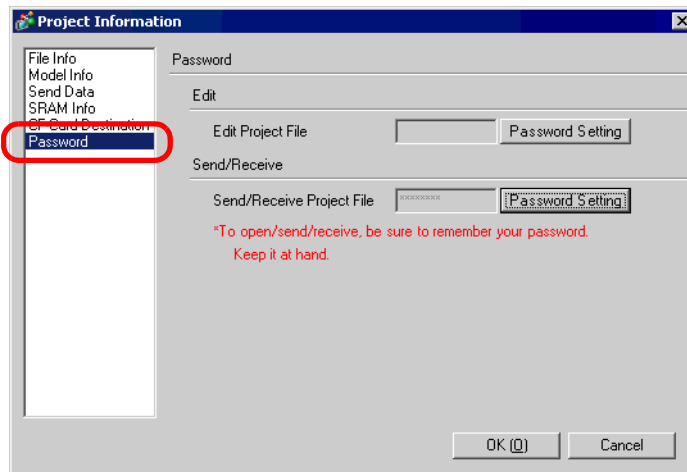 Project Information
File Info
Model Info
Send Data
SRAM Info
CF Card Destination
Password
Password
Edit
Edit Project File
Password Setting
Send/Receive
Send/Receive Project File
xxxxxxxx
Password Setting
*To open/send/receive, be sure to remember your password.
Keep it at hand.
OK (O)
Cancel